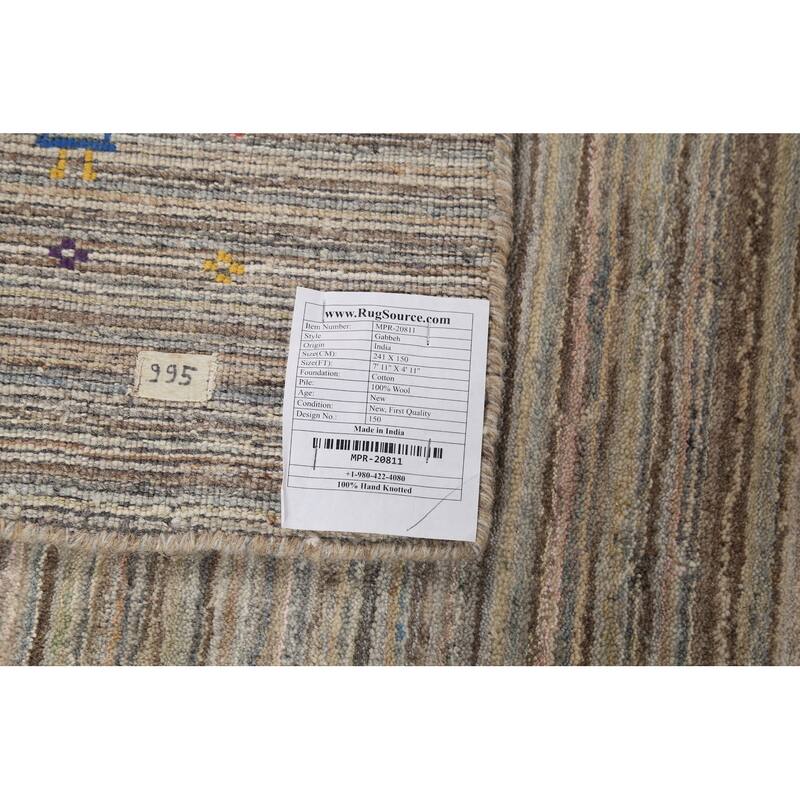 www.RugSource.com
Item Number: MPR-20811
Style Gabbeh
Origin India
Size(CM): 241 X 150
Size(FT): 7' 11" X 4' 11"
Foundation: Cotton
Pile: 100% Wool
Age: New
Condition: New, First Quality
Design No.: 150
Made in India
MPR-20811
+1-980-422-4080
100% Hand Knotted
995